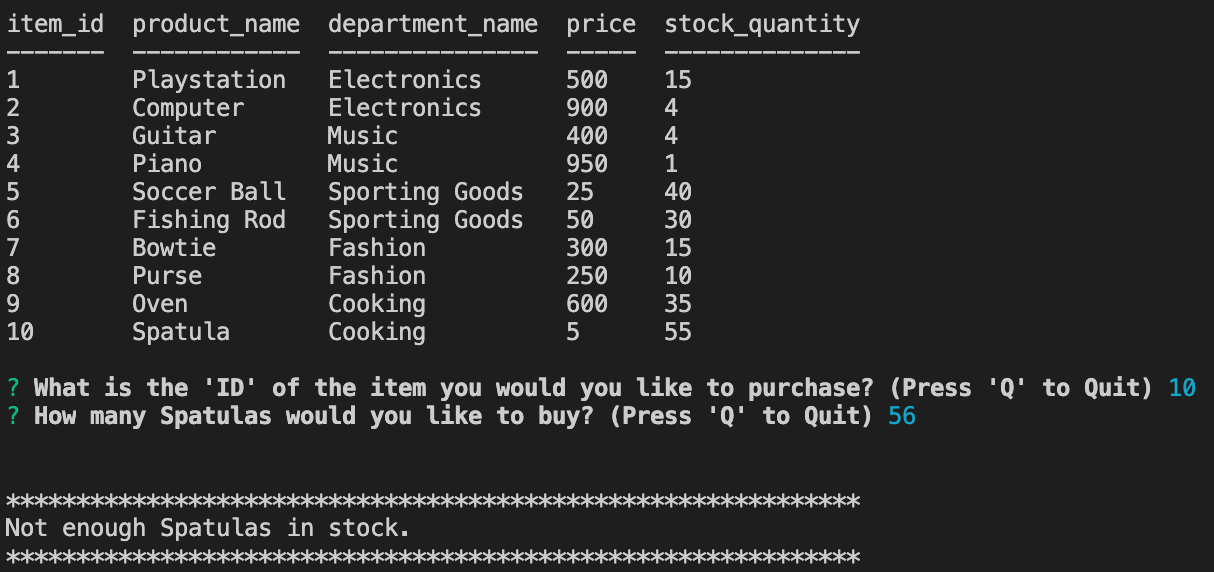 item_id  product_name  department_name  price  stock_quantity
-------  ------------  ---------------  -----  --------------
1        Playstation   Electronics      500    15
2        Computer      Electronics      900    4
3        Guitar        Music            400    4
4        Piano         Music            950    1
5        Soccer Ball   Sporting Goods   25     40
6        Fishing Rod   Sporting Goods   50     30
7        Bowtie        Fashion          300    15
8        Purse         Fashion          250    10
9        Oven          Cooking          600    35
10       Spatula       Cooking          5      55
? What is the 'ID' of the item you would you like to purchase? (Press 'Q' to Quit) 10
? How many Spatulas would you like to buy? (Press 'Q' to Quit) 56
*************************************************************
Not enough Spatulas in stock.
*************************************************************